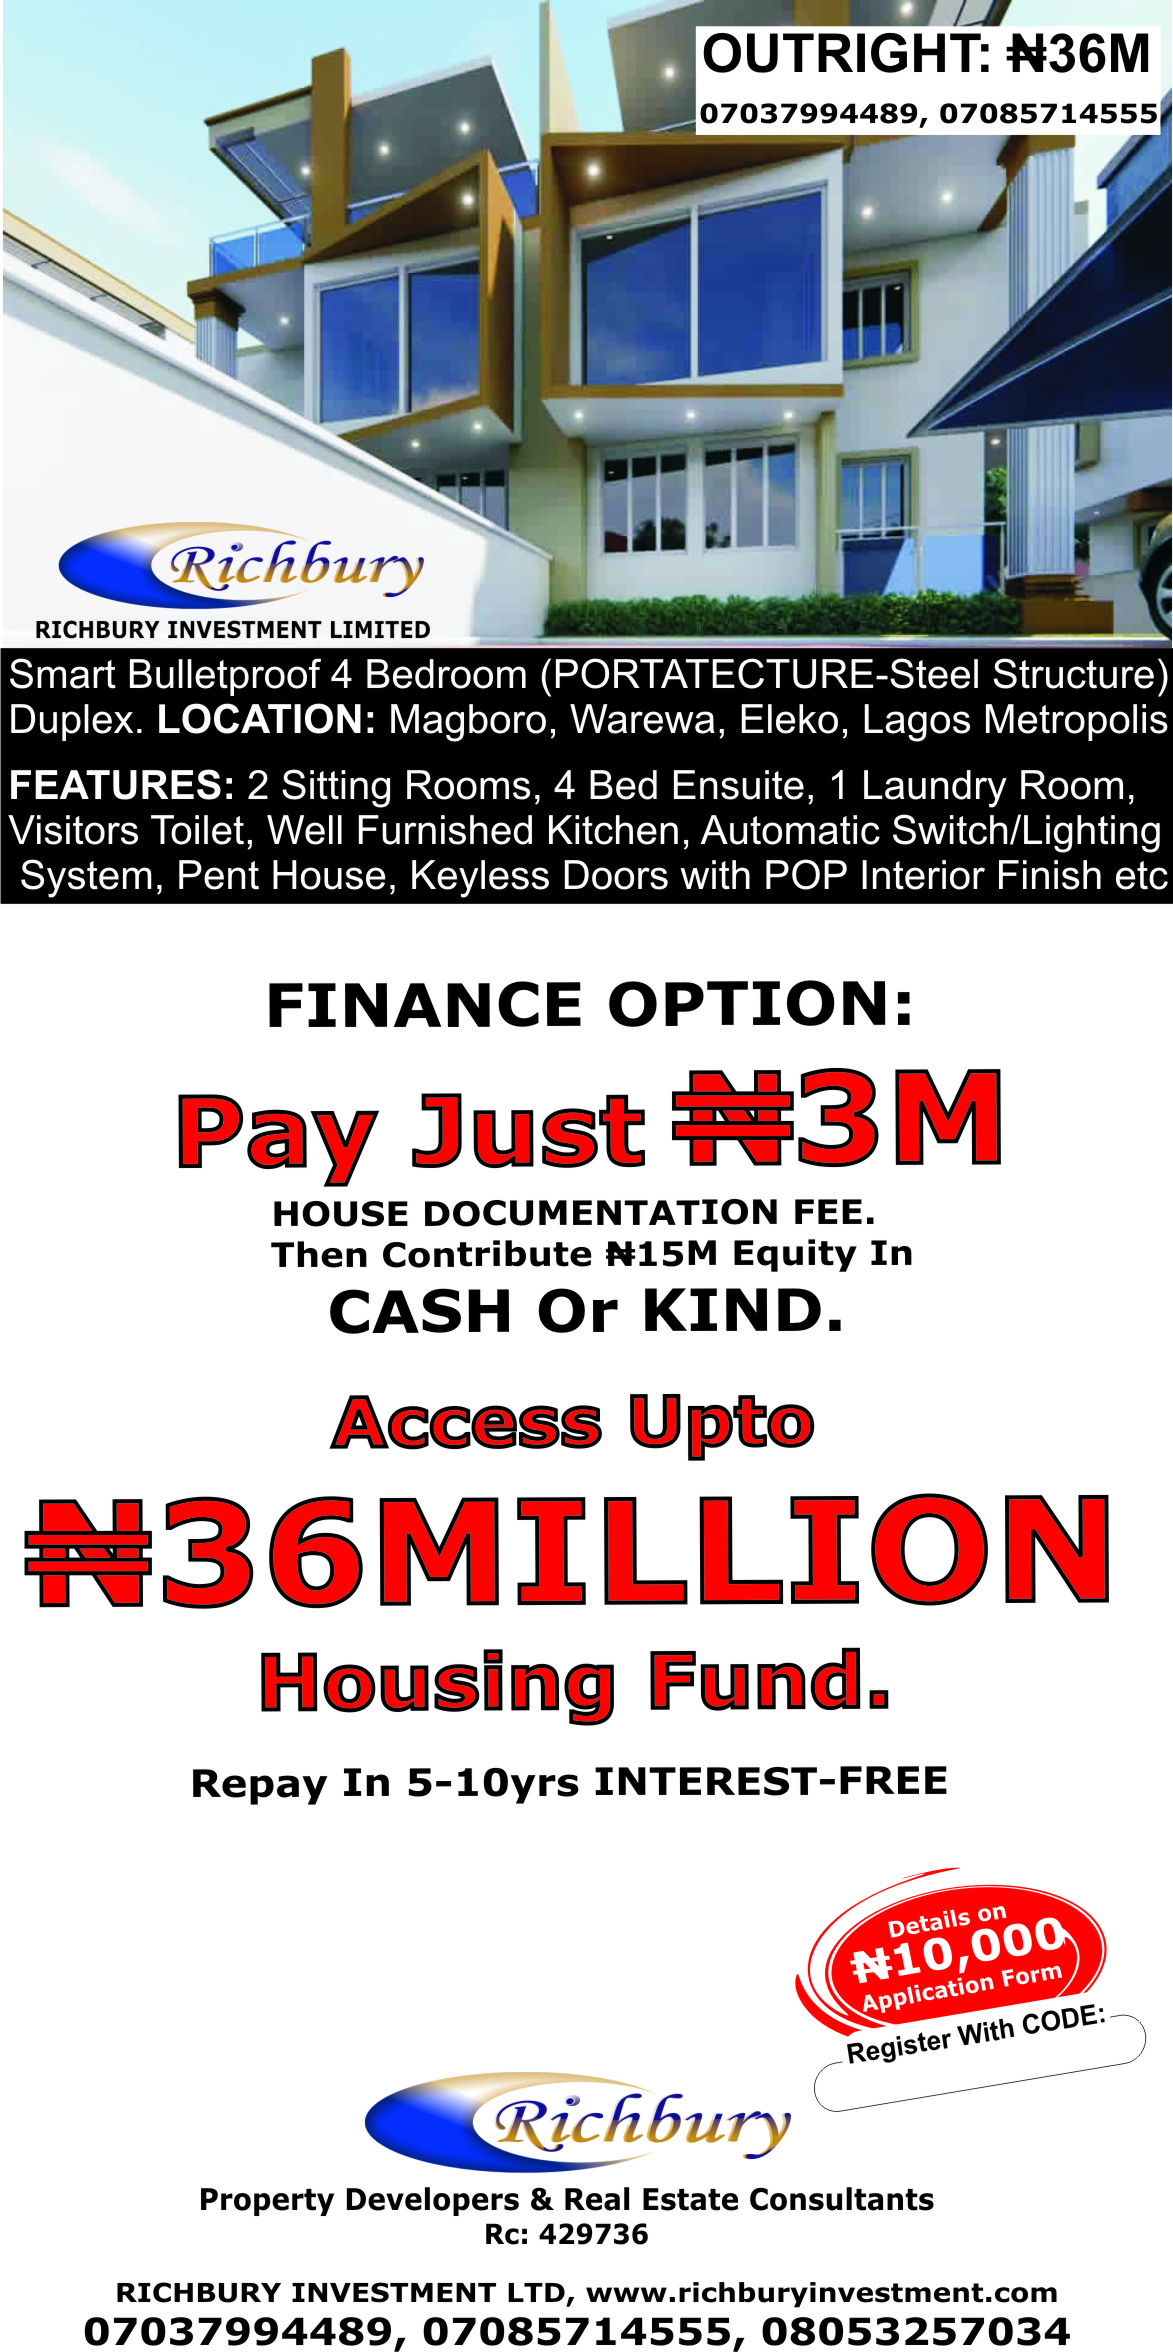 OUTRIGHT: ₦36M
07037994489, 07085714555
Richbury
RICHBURY INVESTMENT LIMITED
Smart Bulletproof 4 Bedroom (PORTATECTURE-Steel Structure)
Duplex. LOCATION: Magboro, Warewa, Eleko, Lagos Metropolis
FEATURES: 2 Sitting Rooms, 4 Bed Ensuite, 1 Laundry Room,
Visitors Toilet, Well Furnished Kitchen, Automatic Switch/Lighting
System, Pent House, Keyless Doors with POP Interior Finish etc
FINANCE OPTION:
Pay Just ₦3M
HOUSE DOCUMENTATION FEE.
Then Contribute ₦15M Equity In
CASH Or KIND.
Access Upto
₦36MILLION
Housing Fund.
Repay In 5-10yrs INTEREST-FREE
Details on
₦10,000
Application Form
Register With CODE:
Richbury
Property Developers & Real Estate Consultants
Rc: 429736
RICHBURY INVESTMENT LTD, www.richburyinvestment.com
07037994489, 07085714555, 08053257034